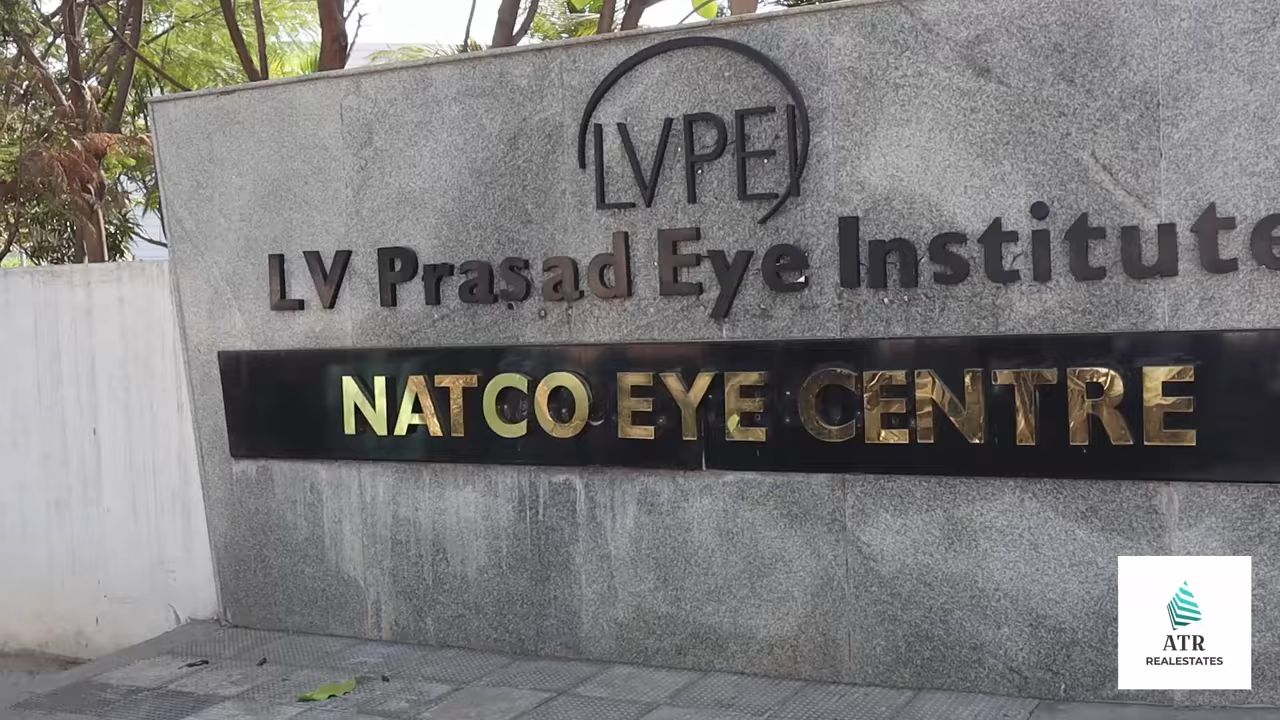 LVPEI
LV Prasad Eye Institute
NATCO EYE CENTRE
ATR
REALESTATES